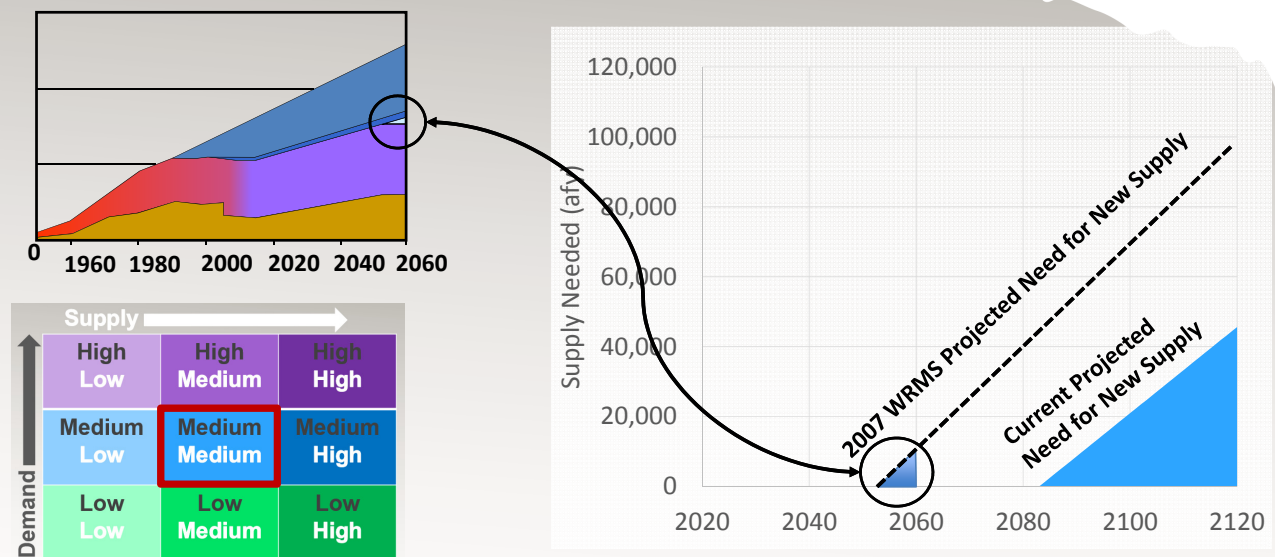 0 1960 1980 2000 2020 2040 2060
Supply
Demand
High High High
Low Medium High
Medium Medium Medium
Low Medium High
Low Low Low
Low Medium High
Supply Needed (afy)
120,000
100,000
80,000
60,000
40,000
20,000
0
2020 2040 2060 2080 2100 2120
2007 WRMS Projected Need for New Supply
Current Projected
Need for New Supply